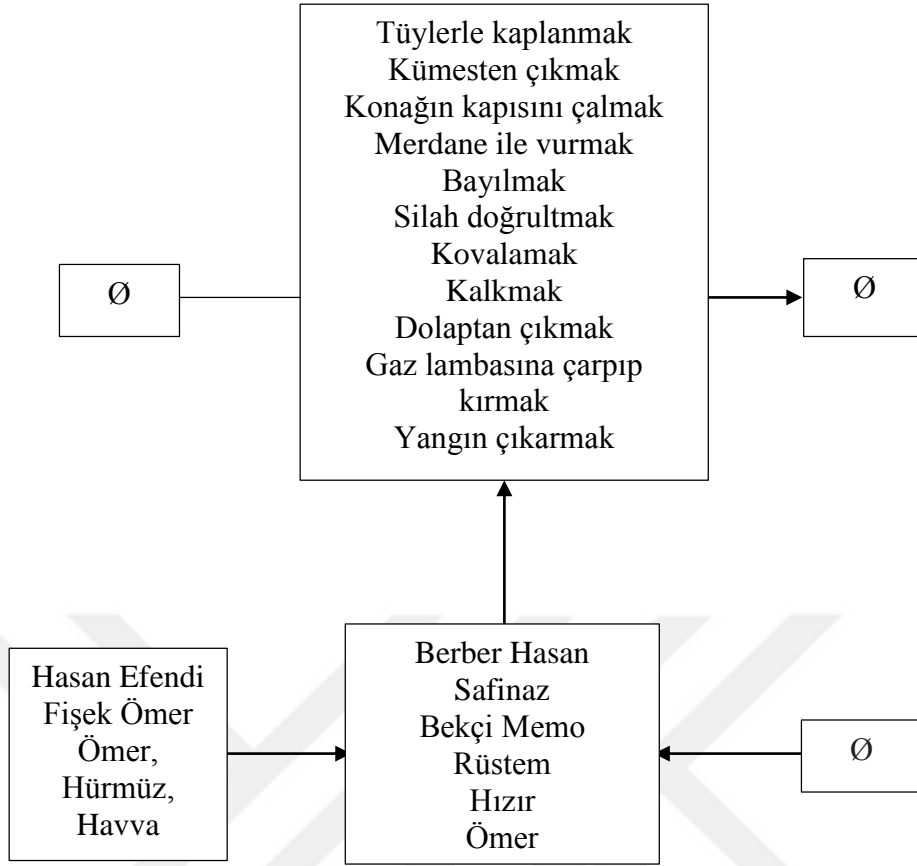 Tüylerle kaplanmak
Kümesten çıkmak
Konağın kapısını çalmak
Merdane ile vurmak
Bayılmak
Silah doğrultmak
Kovalamak
Kalkmak
Dolaptan çıkmak
Gaz lambasına çarpıp
kırmak
Yangın çıkarmak
Ø
Ø
Hasan Efendi
Fişek Ömer
Ömer,
Hürmüz,
Havva
Berber Hasan
Safinaz
Bekçi Memo
Rüstem
Hızır
Ömer
Ø